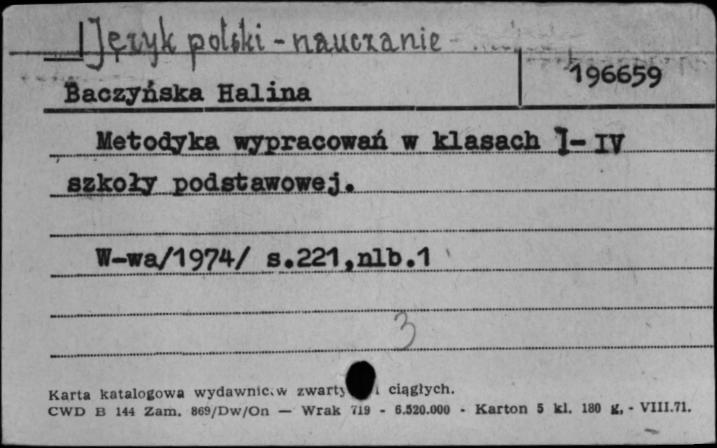 Język polski - nauczanie
196659
Baczyńska Halina
Metodyka wypracowań w klasach I-IV
szkoły podstawowej.
W-wa/1974/ s.221,nlb.1
3
Karta katalogowa wydawnic.w ciągłych.
CWD B 144 Zam. 869/Dw/On — Wrak 719 - 6.520.000 - Karton 5 kl. 180 g, - VIII.71.